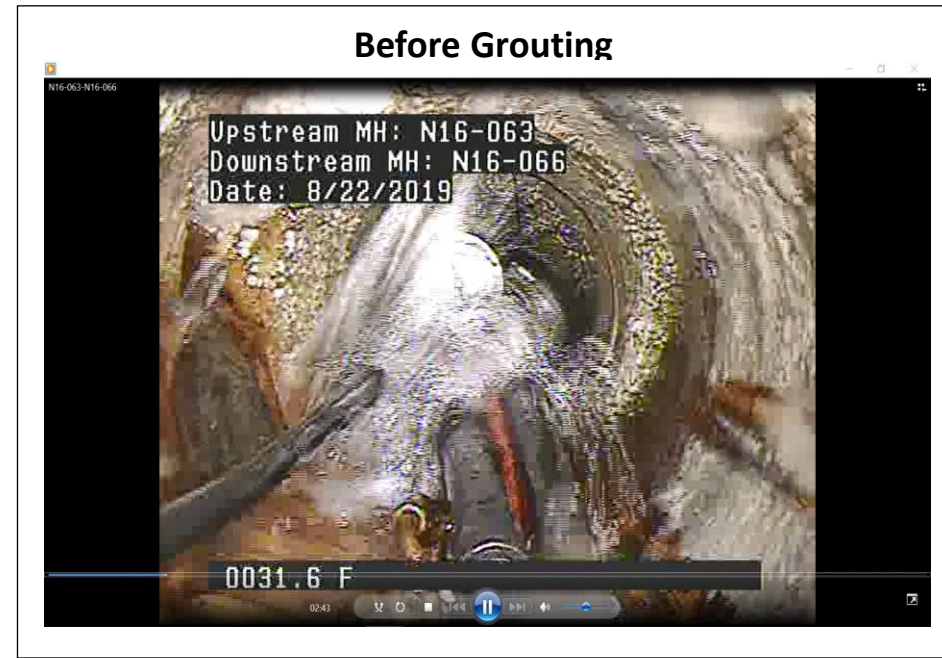 Before Grouting
N16-063-N16-066
Upstream MH: N16-063
Downstream MH: N16-066
Date: 8/22/2019
0031.6 F
02:43